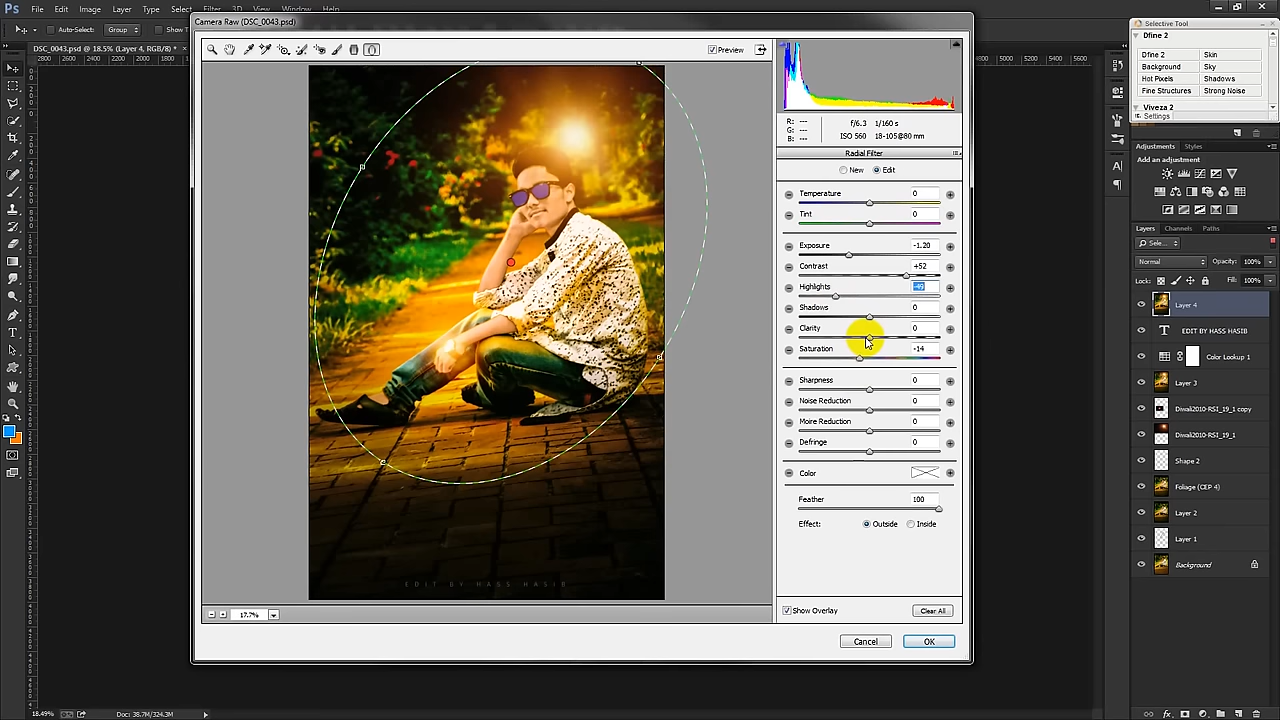 Ps File Edit Image Layer Type Select Filter 3D View Window Help
Camera Raw (DSC_0043.psd)
Auto-Select: Group Show T
DSC_0043.psd @ 18.5% (Layer 4, RGB/8) *
Preview
f/6.3 1/160 s
R: ---
G: ---
B: ---
ISO 560 18-105@80 mm
Radial Filter
New Edit
Temperature 0
Tint 0
Exposure -1.20
Contrast +52
Highlights -49
Shadows 0
Clarity 0
Saturation -14
Sharpness 0
Noise Reduction 0
Moire Reduction 0
Defringe 0
Color
Feather 100
Effect: Outside Inside
Show Overlay Clear All
EDIT BY HASS HASIB
17.7%
Cancel OK
Selective Tool
Dfine 2
Dfine 2 Skin
Background Sky
Hot Pixels Shadows
Fine Structures Strong Noise
Viveza 2
Settings
Adjustments Styles
Add an adjustment
Layers Channels Paths
Sele...
Normal Opacity: 100%
Lock: Fill: 100%
Layer 4
EDIT BY HASS HASIB
Color Lookup 1
Layer 3
Diwali2010-RSI_19_1 copy
Diwali2010-RSI_19_1
Shape 2
Foliage (CEP 4)
Layer 2
Layer 1
Background
18.49% Doc: 38.7M/324.3M